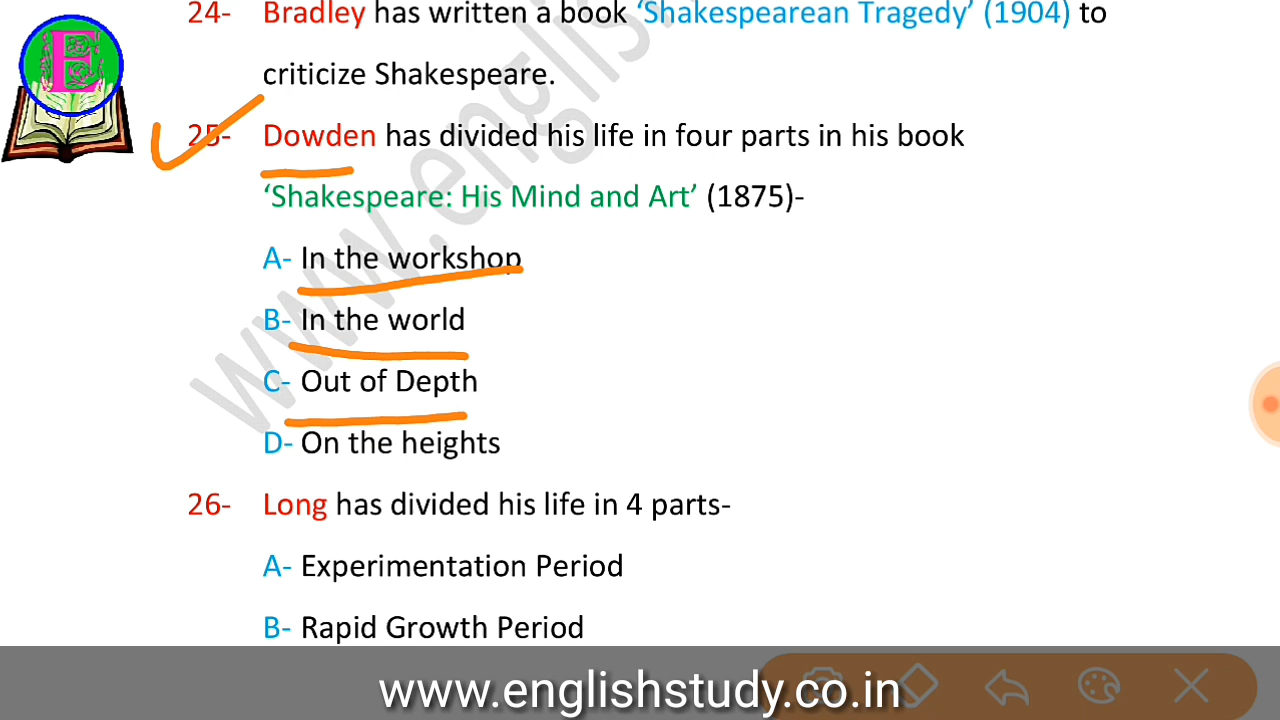 24- Bradley has written a book ‘Shakespearean Tragedy’ (1904) to
criticize Shakespeare.
25- Dowden has divided his life in four parts in his book
‘Shakespeare: His Mind and Art’ (1875)-
A- In the workshop
B- In the world
C- Out of Depth
D- On the heights
26- Long has divided his life in 4 parts-
A- Experimentation Period
B- Rapid Growth Period
www.englishstudy.co.in
E
www.englis